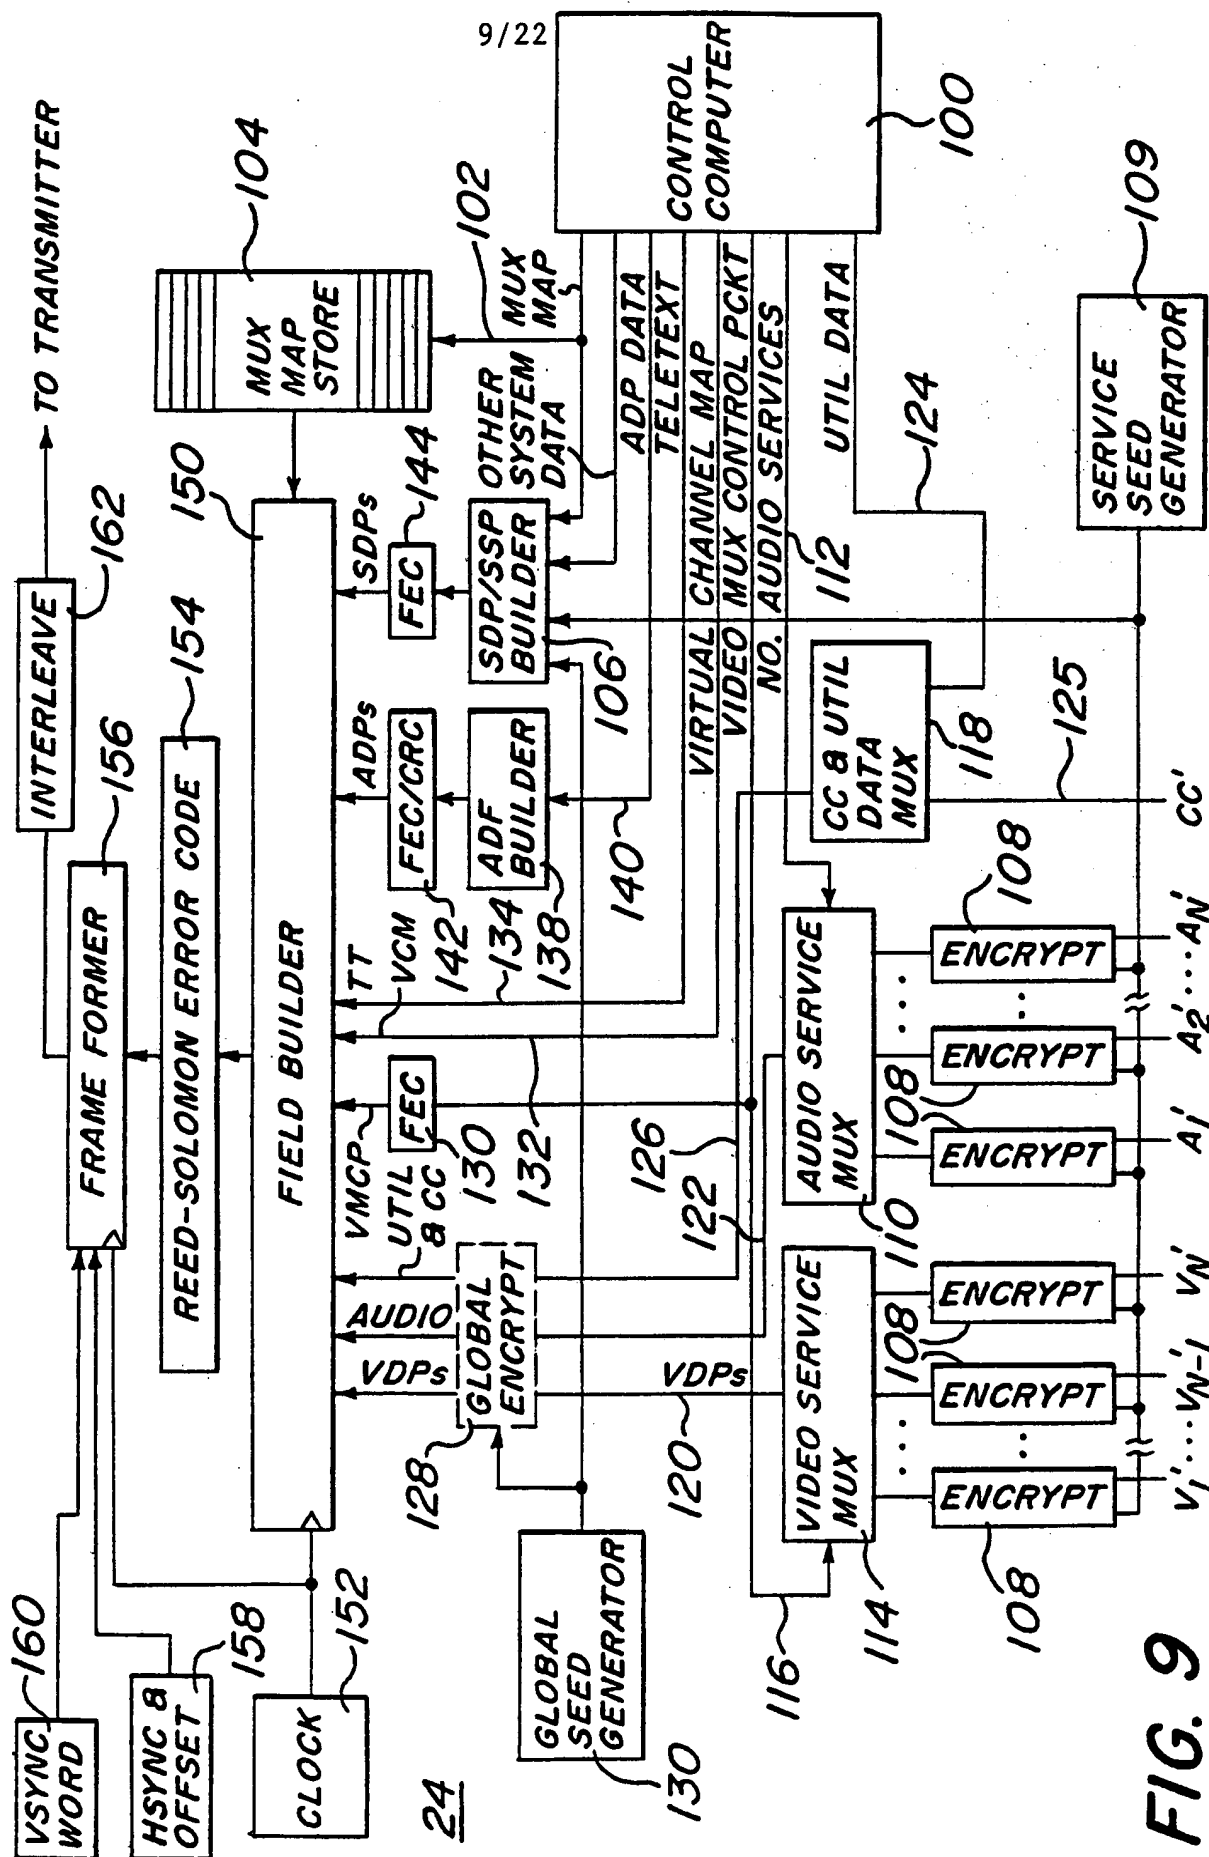 9/22
VSYNC
WORD
160
HSYNC &
OFFSET
158
CLOCK
152
24
FRAME FORMER
156
INTERLEAVE
162
TO TRANSMITTER
REED-SOLOMON ERROR CODE
154
FIELD BUILDER
150
MUX
MAP
STORE
104
102
MUX
MAP
VDPs
AUDIO
UTIL
& CC
VMCP
VCM
TT
ADPs
SDPs
GLOBAL
ENCRYPT
128
FEC
130
132
134
FEC/CRC
142
FEC
144
ADF
BUILDER
138
140
SDP/SSP
BUILDER
106
OTHER
SYSTEM
DATA
GLOBAL
SEED
GENERATOR
130
CONTROL
COMPUTER
100
ADP DATA
TELETEXT
VIRTUAL CHANNEL MAP
VIDEO MUX CONTROL PCKT
NO. AUDIO SERVICES
112
UTIL DATA
124
VDPs
120
122
126
116
VIDEO SERVICE
MUX
114
AUDIO SERVICE
MUX
110
CC & UTIL
DATA
MUX
118
125
SERVICE
SEED
GENERATOR
109
ENCRYPT
108
ENCRYPT
108
ENCRYPT
ENCRYPT
108
ENCRYPT
ENCRYPT
108
V1'....VN-1'
VN'
A1'
A2'....AN'
CC'
FIG. 9